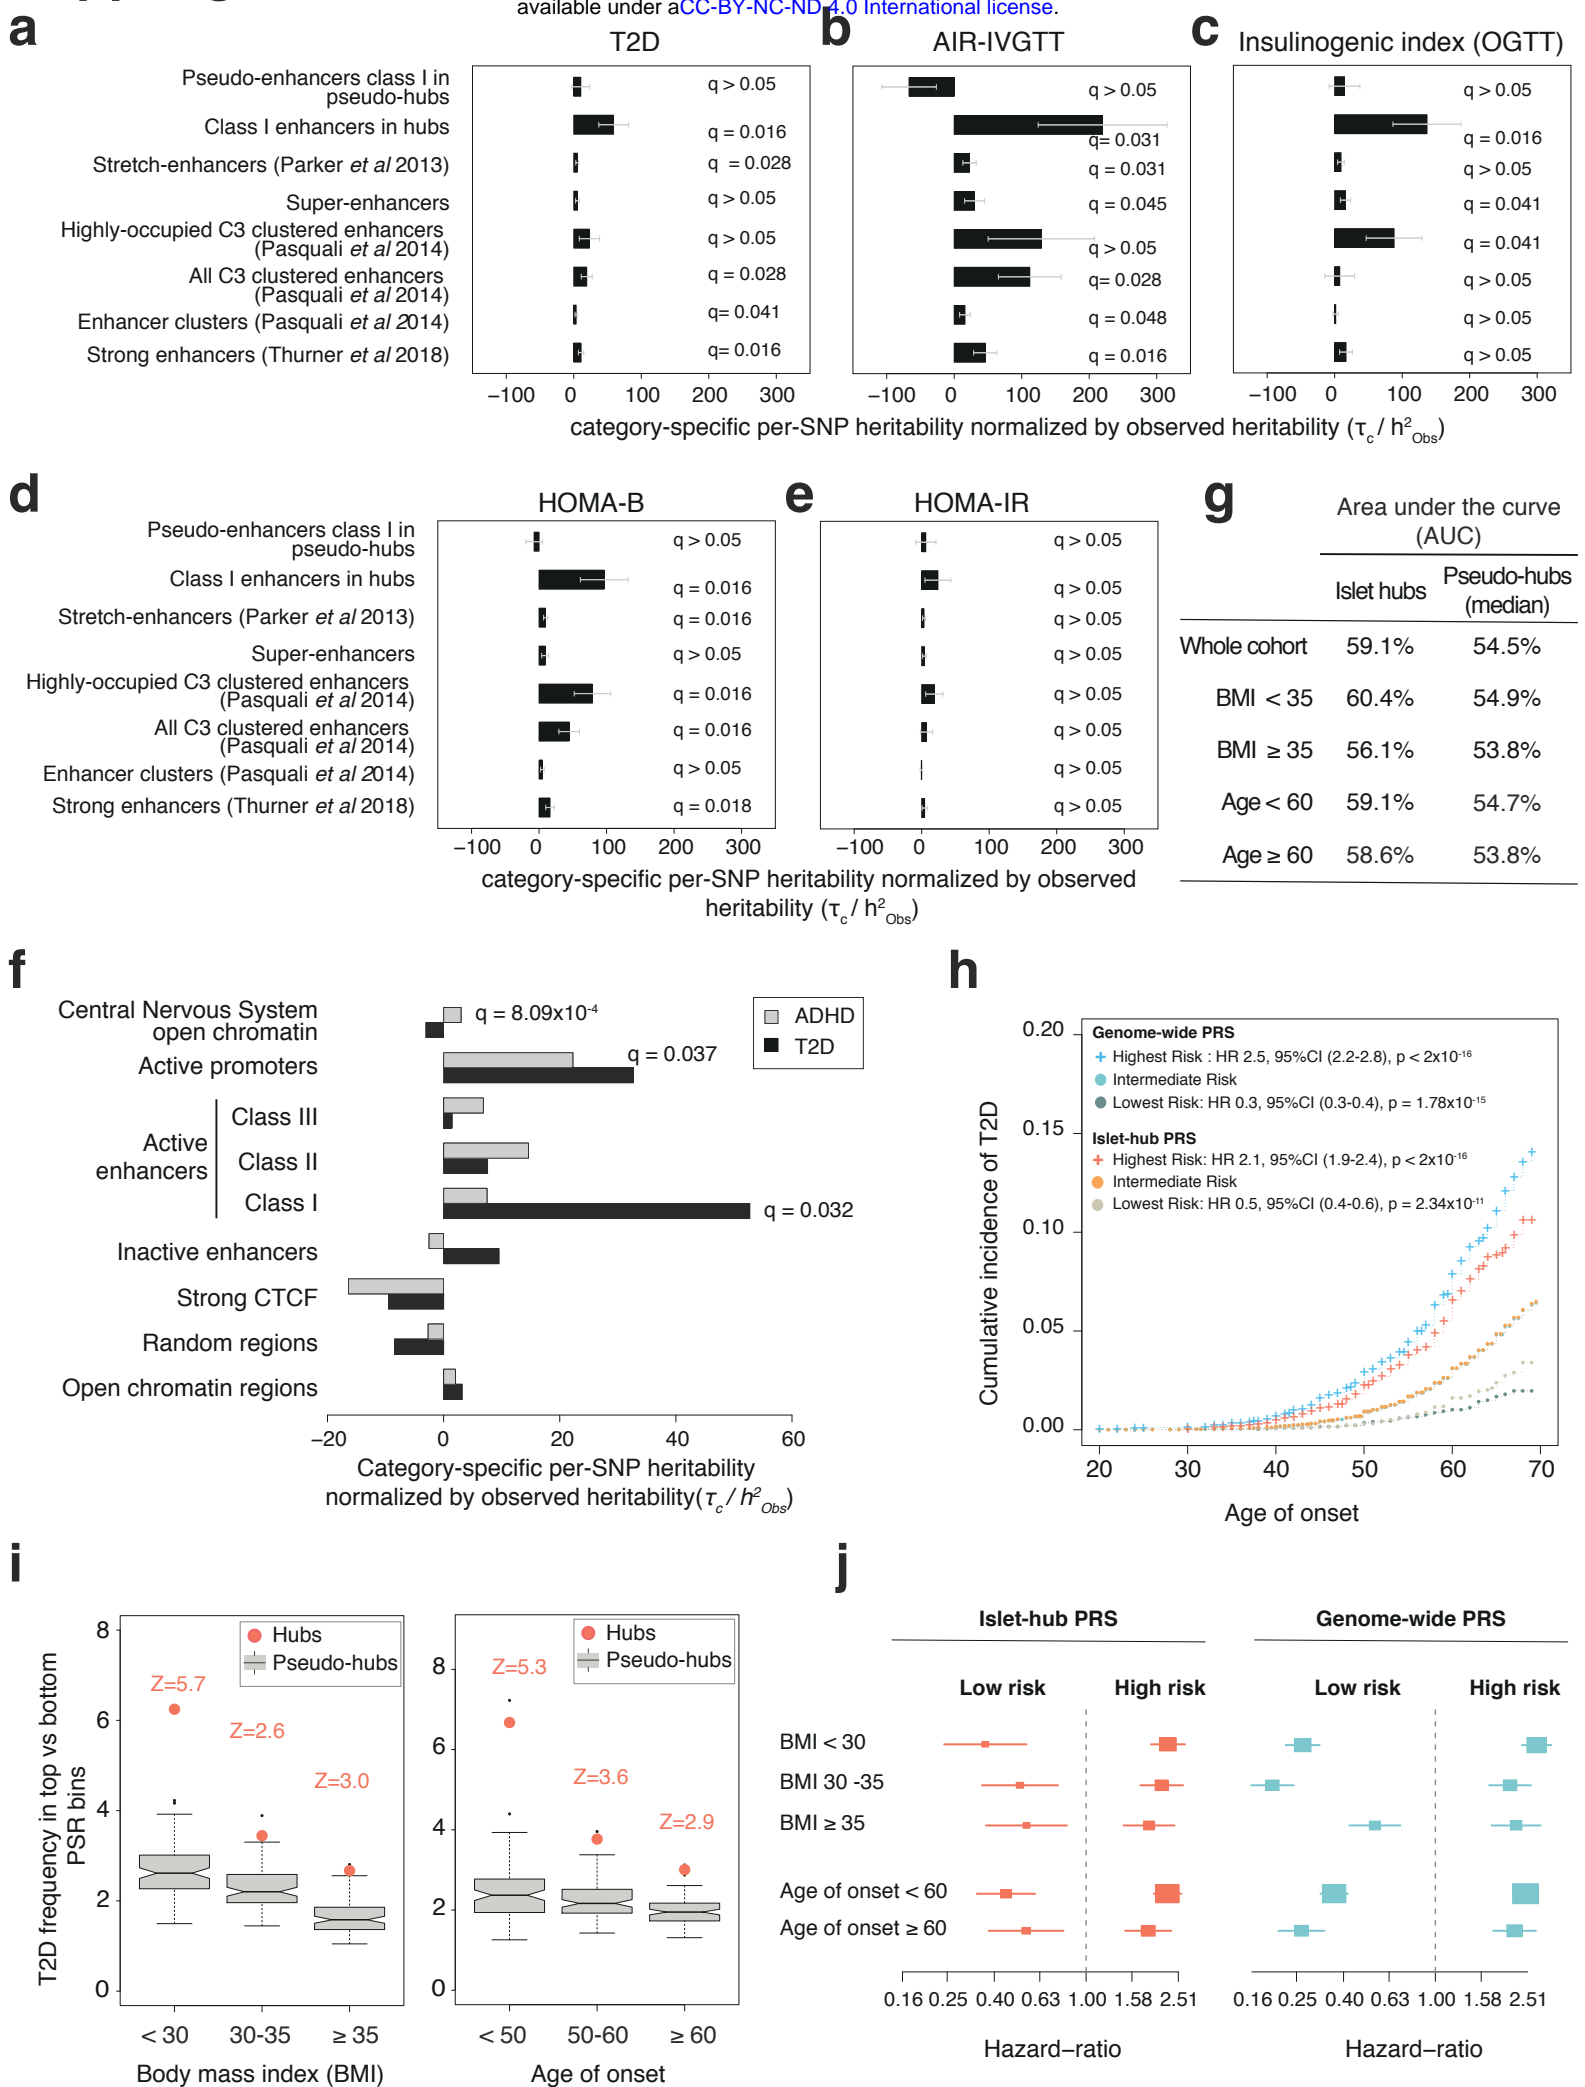 available under aCC-BY-NC-ND 4.0 International license.
a
T2D
b
AIR-IVGTT
c
Insulinogenic index (OGTT)
Pseudo-enhancers class I in
pseudo-hubs
Class I enhancers in hubs
Stretch-enhancers (Parker et al 2013)
Super-enhancers
Highly-occupied C3 clustered enhancers
(Pasquali et al 2014)
All C3 clustered enhancers
(Pasquali et al 2014)
Enhancer clusters (Pasquali et al 2014)
Strong enhancers (Thurner et al 2018)
q > 0.05
q = 0.016
q = 0.028
q > 0.05
q > 0.05
q = 0.028
q= 0.041
q= 0.016
q > 0.05
q= 0.031
q = 0.031
q = 0.045
q > 0.05
q= 0.028
q = 0.048
q = 0.016
q > 0.05
q = 0.016
q > 0.05
q = 0.041
q = 0.041
q > 0.05
q > 0.05
q > 0.05
−100 0 100 200 300
−100 0 100 200 300
−100 0 100 200 300
category-specific per-SNP heritability normalized by observed heritability (τc / h²Obs)
d
HOMA-B
e
HOMA-IR
Pseudo-enhancers class I in
pseudo-hubs
Class I enhancers in hubs
Stretch-enhancers (Parker et al 2013)
Super-enhancers
Highly-occupied C3 clustered enhancers
(Pasquali et al 2014)
All C3 clustered enhancers
(Pasquali et al 2014)
Enhancer clusters (Pasquali et al 2014)
Strong enhancers (Thurner et al 2018)
q > 0.05
q = 0.016
q = 0.016
q > 0.05
q = 0.016
q = 0.016
q > 0.05
q = 0.018
q > 0.05
q > 0.05
q > 0.05
q > 0.05
q > 0.05
q > 0.05
q > 0.05
q > 0.05
−100 0 100 200 300
−100 0 100 200 300
category-specific per-SNP heritability normalized by observed
heritability (τc / h²Obs)
g
Area under the curve
(AUC)
Islet hubs
Pseudo-hubs
(median)
Whole cohort 59.1% 54.5%
BMI < 35 60.4% 54.9%
BMI ≥ 35 56.1% 53.8%
Age < 60 59.1% 54.7%
Age ≥ 60 58.6% 53.8%
f
Central Nervous System
open chromatin
Active promoters
Active
enhancers
Class III
Class II
Class I
Inactive enhancers
Strong CTCF
Random regions
Open chromatin regions
q = 8.09x10⁻⁴
q = 0.037
q = 0.032
ADHD
T2D
−20 0 20 40 60
Category-specific per-SNP heritability
normalized by observed heritability(τc / h²Obs)
h
Cumulative incidence of T2D
0.20
0.15
0.10
0.05
0.00
Genome-wide PRS
Highest Risk : HR 2.5, 95%CI (2.2-2.8), p < 2x10⁻¹⁶
Intermediate Risk
Lowest Risk: HR 0.3, 95%CI (0.3-0.4), p = 1.78x10⁻¹⁵
Islet-hub PRS
Highest Risk: HR 2.1, 95%CI (1.9-2.4), p < 2x10⁻¹⁶
Intermediate Risk
Lowest Risk: HR 0.5, 95%CI (0.4-0.6), p = 2.34x10⁻¹¹
20 30 40 50 60 70
Age of onset
i
T2D frequency in top vs bottom
PSR bins
8
6
4
2
0
Hubs
Pseudo-hubs
Z=5.7
Z=2.6
Z=3.0
< 30 30-35 ≥ 35
Body mass index (BMI)
8
6
4
2
0
Hubs
Pseudo-hubs
Z=5.3
Z=3.6
Z=2.9
< 50 50-60 ≥ 60
Age of onset
j
Islet-hub PRS
Genome-wide PRS
Low risk High risk Low risk High risk
BMI < 30
BMI 30 -35
BMI ≥ 35
Age of onset < 60
Age of onset ≥ 60
0.16 0.25 0.40 0.63 1.00 1.58 2.51
0.16 0.25 0.40 0.63 1.00 1.58 2.51
Hazard−ratio
Hazard−ratio